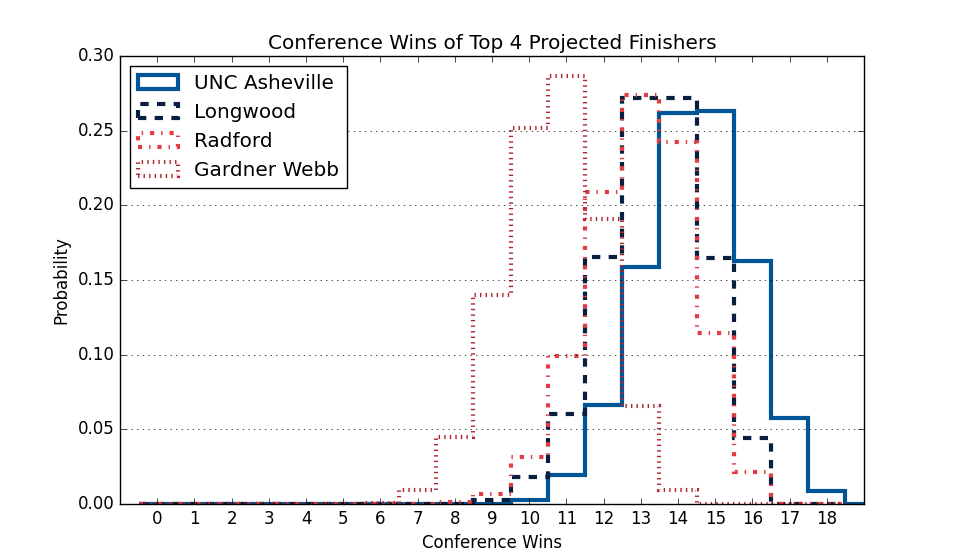 Conference Wins of Top 4 Projected Finishers
0.30
0.25
0.20
0.15
0.10
0.05
0.00
Probability
UNC Asheville
Longwood
Radford
Gardner Webb
0 1 2 3 4 5 6 7 8 9 10 11 12 13 14 15 16 17 18
Conference Wins